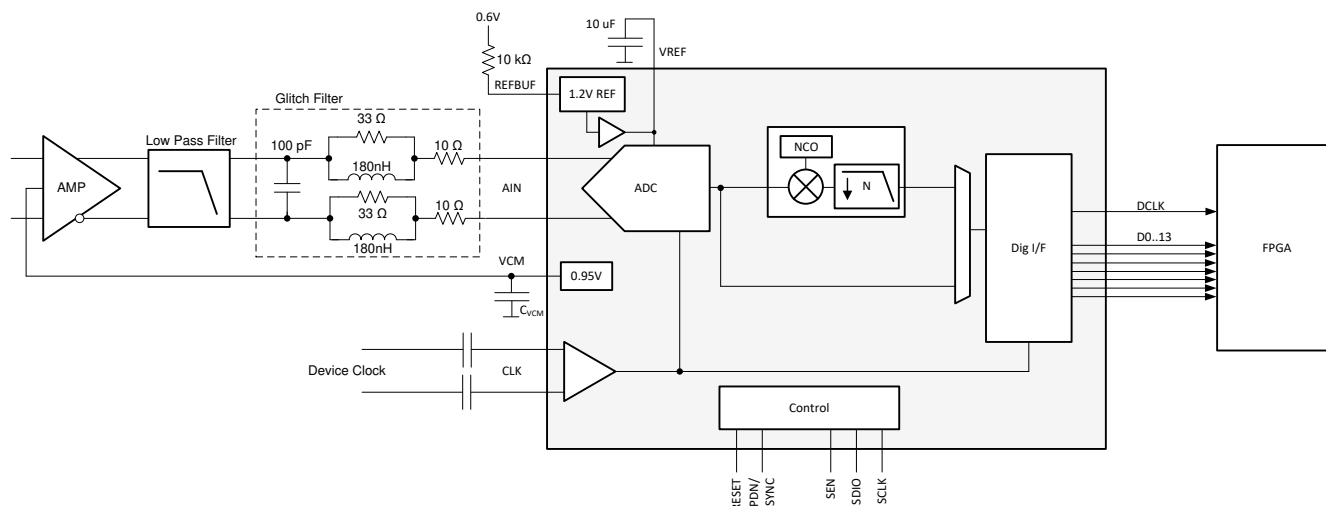 0.6V
10 uF
VREF
10 kΩ
REFBUF
1.2V REF
Glitch Filter
33 Ω
Low Pass Filter
100 pF
10 Ω
180nH
AMP
AIN
ADC
NCO
N
33 Ω
10 Ω
180nH
Dig I/F
DCLK
D0..13
FPGA
VCM
0.95V
CVCM
Device Clock
CLK
Control
RESET
PDN/
SYNC
SEN
SDIO
SCLK